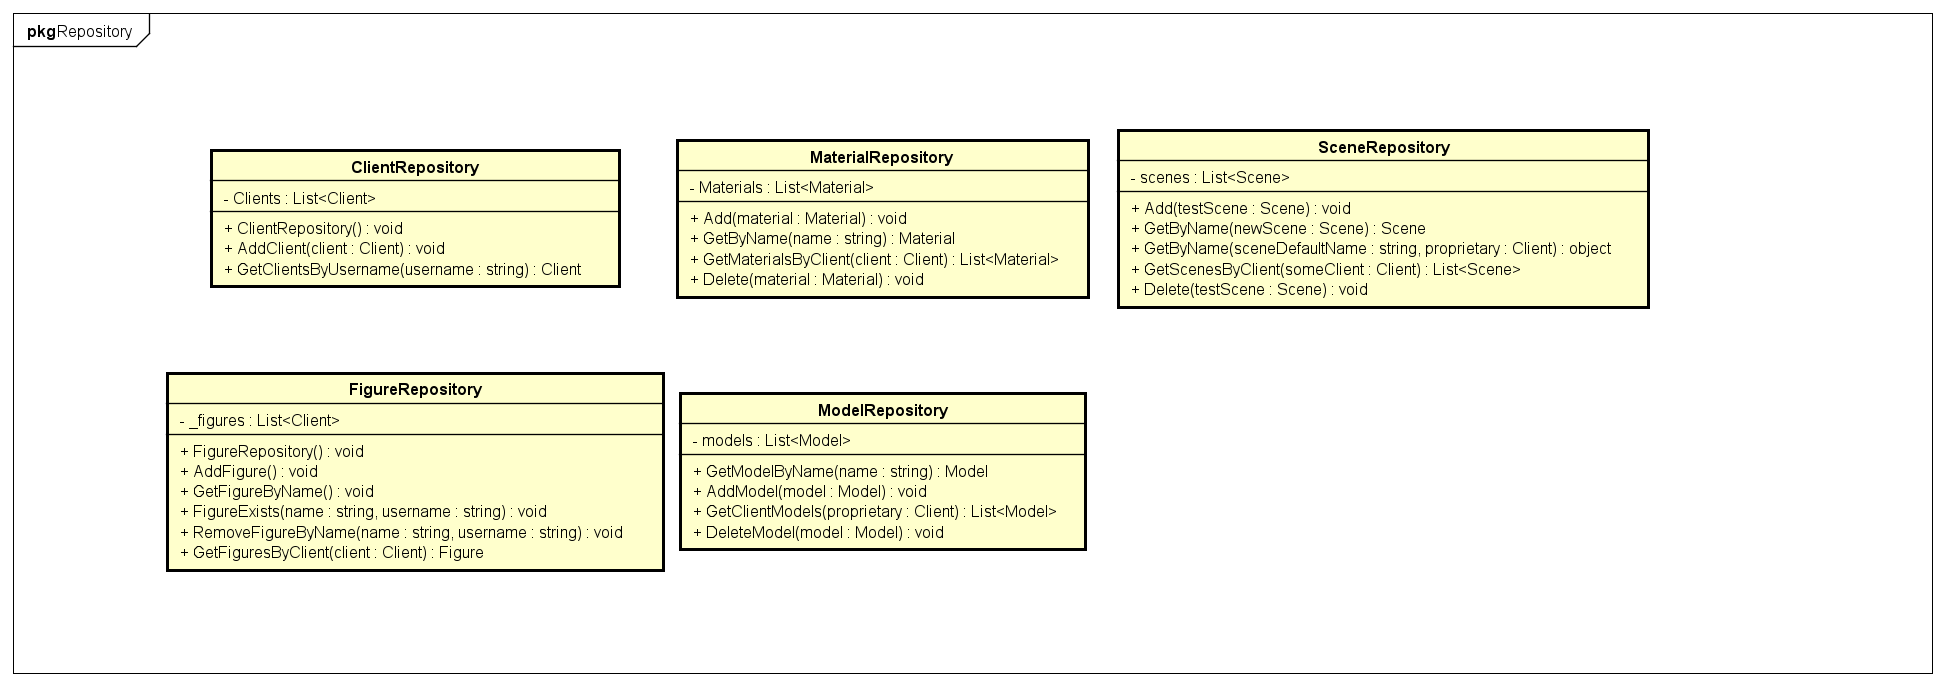 pkgRepository
ClientRepository
- Clients : List<Client>
+ ClientRepository() : void
+ AddClient(client : Client) : void
+ GetClientsByUsername(username : string) : Client
MaterialRepository
- Materials : List<Material>
+ Add(material : Material) : void
+ GetByName(name : string) : Material
+ GetMaterialsByClient(client : Client) : List<Material>
+ Delete(material : Material) : void
SceneRepository
- scenes : List<Scene>
+ Add(testScene : Scene) : void
+ GetByName(newScene : Scene) : Scene
+ GetByName(sceneDefaultName : string, proprietary : Client) : object
+ GetScenesByClient(someClient : Client) : List<Scene>
+ Delete(testScene : Scene) : void
FigureRepository
- _figures : List<Client>
+ FigureRepository() : void
+ AddFigure() : void
+ GetFigureByName() : void
+ FigureExists(name : string, username : string) : void
+ RemoveFigureByName(name : string, username : string) : void
+ GetFiguresByClient(client : Client) : Figure
ModelRepository
- models : List<Model>
+ GetModelByName(name : string) : Model
+ AddModel(model : Model) : void
+ GetClientModels(proprietary : Client) : List<Model>
+ DeleteModel(model : Model) : void